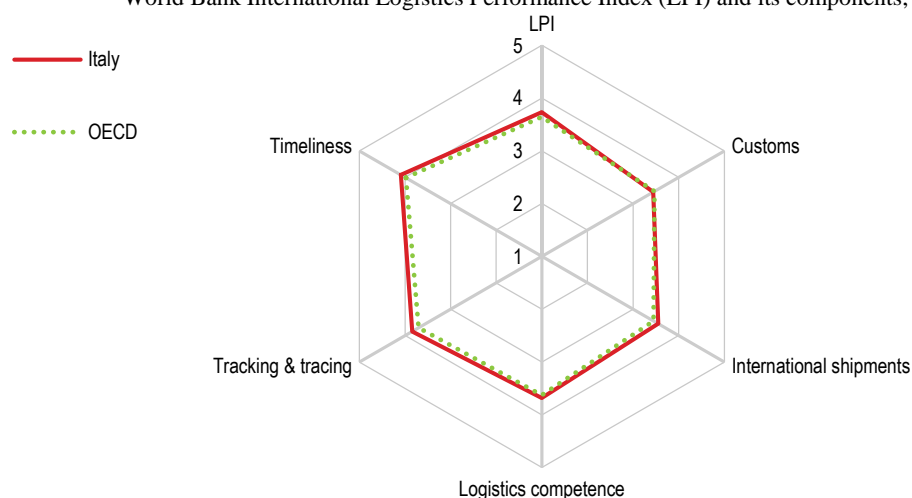 World Bank International Logistics Performance Index (LPI) and its components,
LPI
Italy
OECD
5
4
3
2
1
Timeliness
Customs
Tracking & tracing
International shipments
Logistics competence